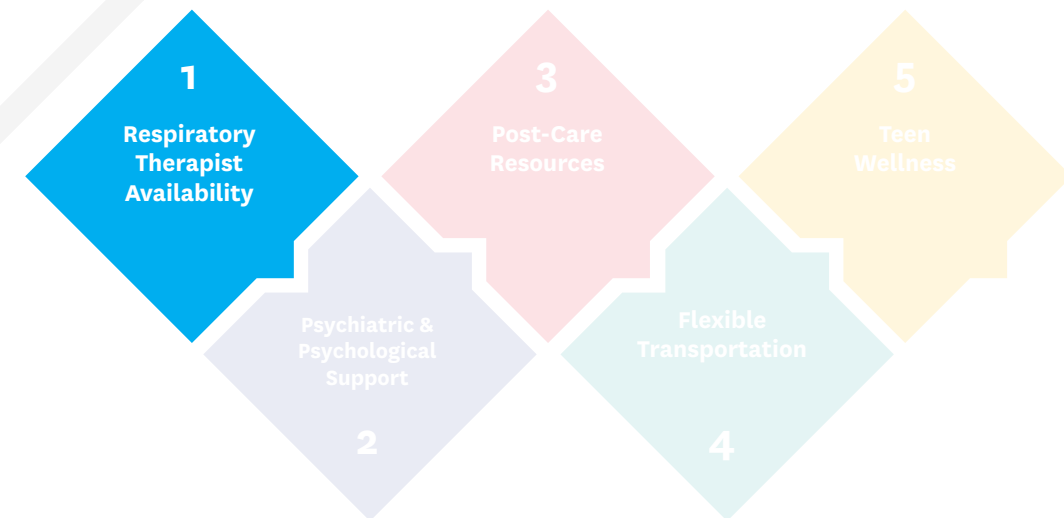 1
Respiratory
Therapist
Availability
Psychiatric &
Psychological
Support
2
3
Post-Care
Resources
Flexible
Transportation
4
5
Teen
Wellness